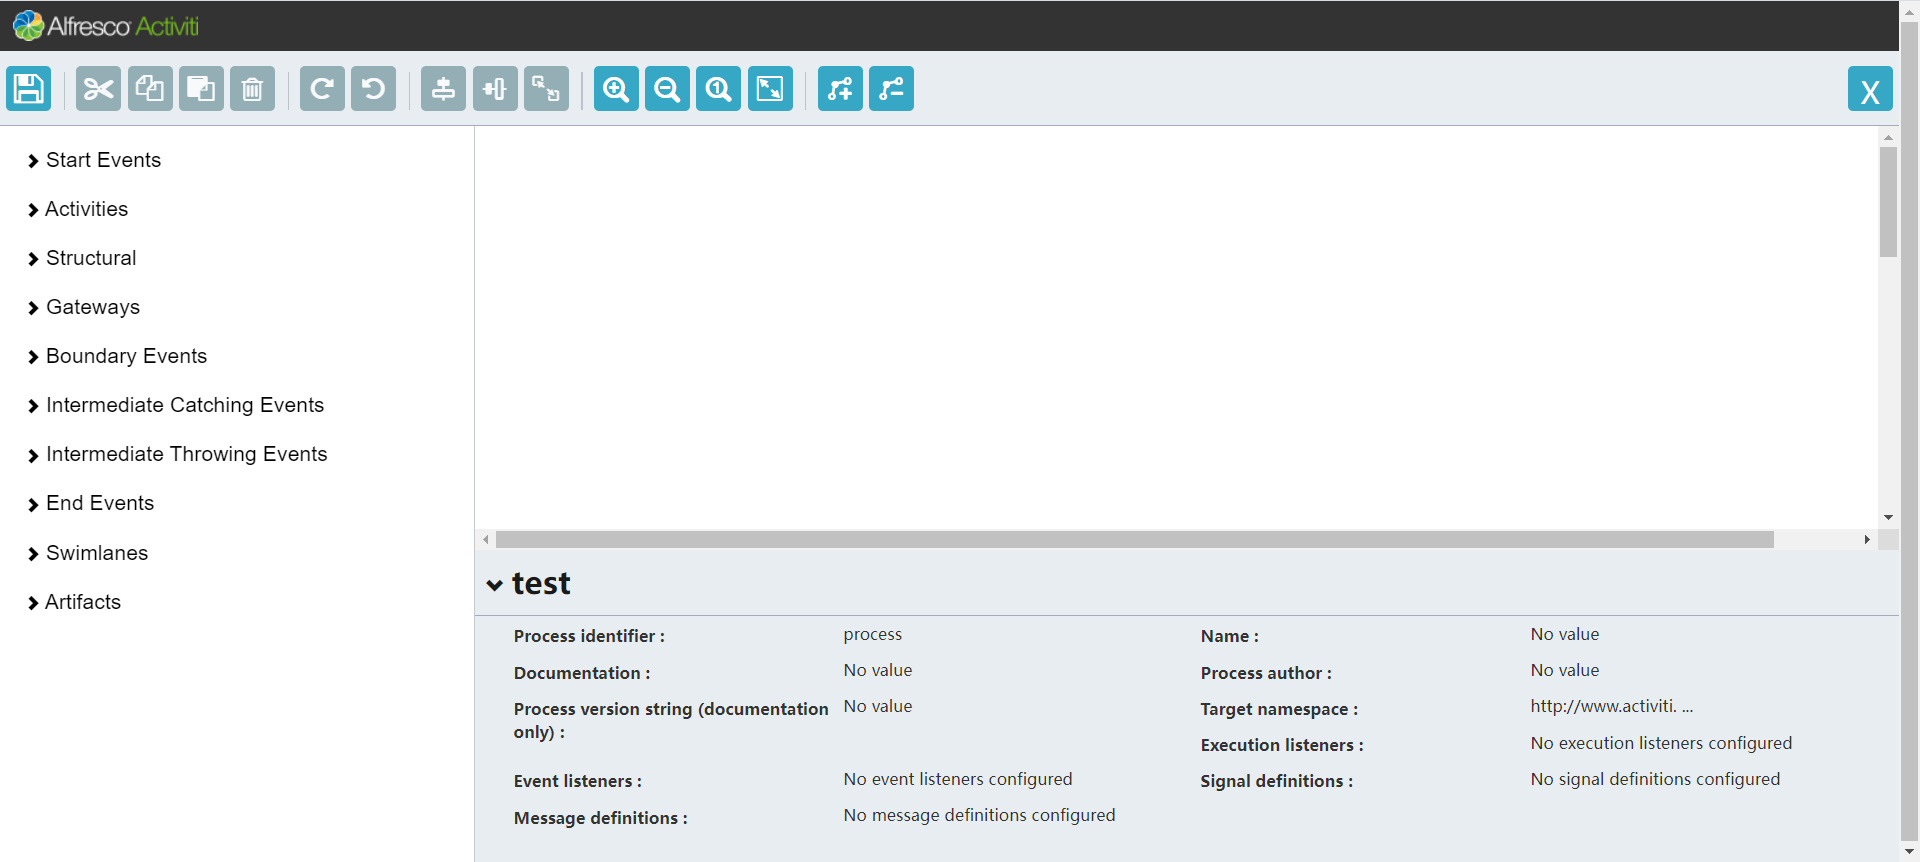 Alfresco Activiti
X
Start Events
Activities
Structural
Gateways
Boundary Events
Intermediate Catching Events
Intermediate Throwing Events
End Events
Swimlanes
Artifacts
test
Process identifier : process Name : No value
Documentation : No value Process author : No value
Process version string (documentation No value Target namespace : http://www.activiti. ...
only) :
Execution listeners : No execution listeners configured
Event listeners : No event listeners configured Signal definitions : No signal definitions configured
Message definitions : No message definitions configured